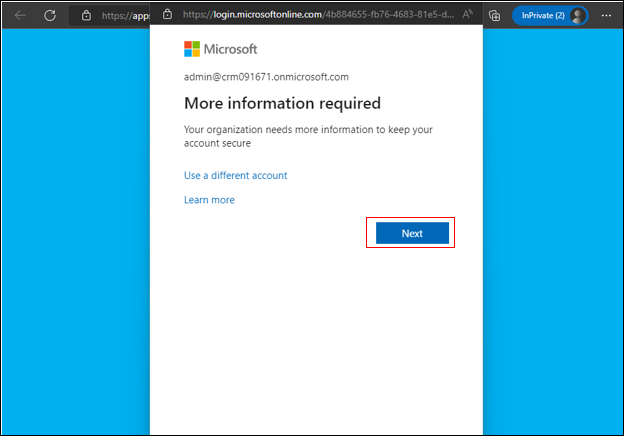 https://apps
https://login.microsoftonline.com/4b884655-fb76-4683-81e5-d...
InPrivate (2)
Microsoft
admin@crm091671.onmicrosoft.com
More information required
Your organization needs more information to keep your
account secure
Use a different account
Learn more
Next